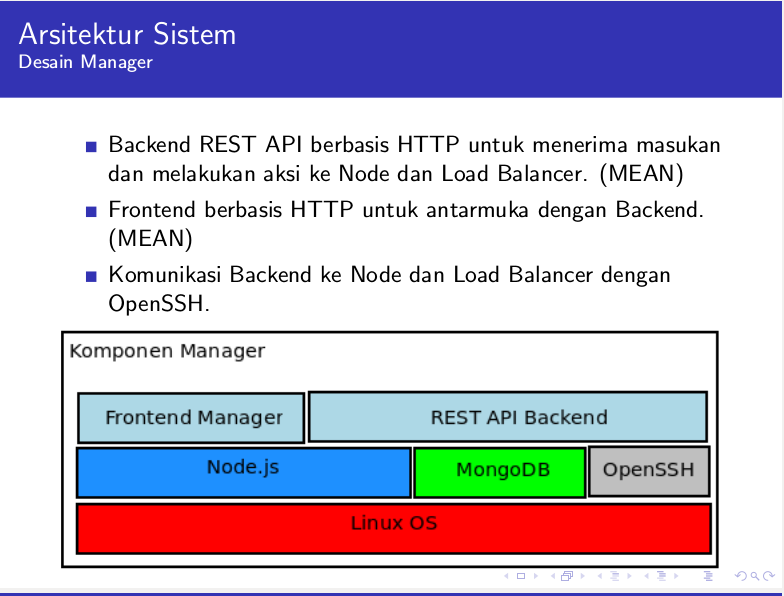 Arsitektur Sistem
Desain Manager
Backend REST API berbasis HTTP untuk menerima masukan
dan melakukan aksi ke Node dan Load Balancer. (MEAN)
Frontend berbasis HTTP untuk antarmuka dengan Backend.
(MEAN)
Komunikasi Backend ke Node dan Load Balancer dengan
OpenSSH.
Komponen Manager
Frontend Manager
REST API Backend
Node.js
MongoDB
OpenSSH
Linux OS